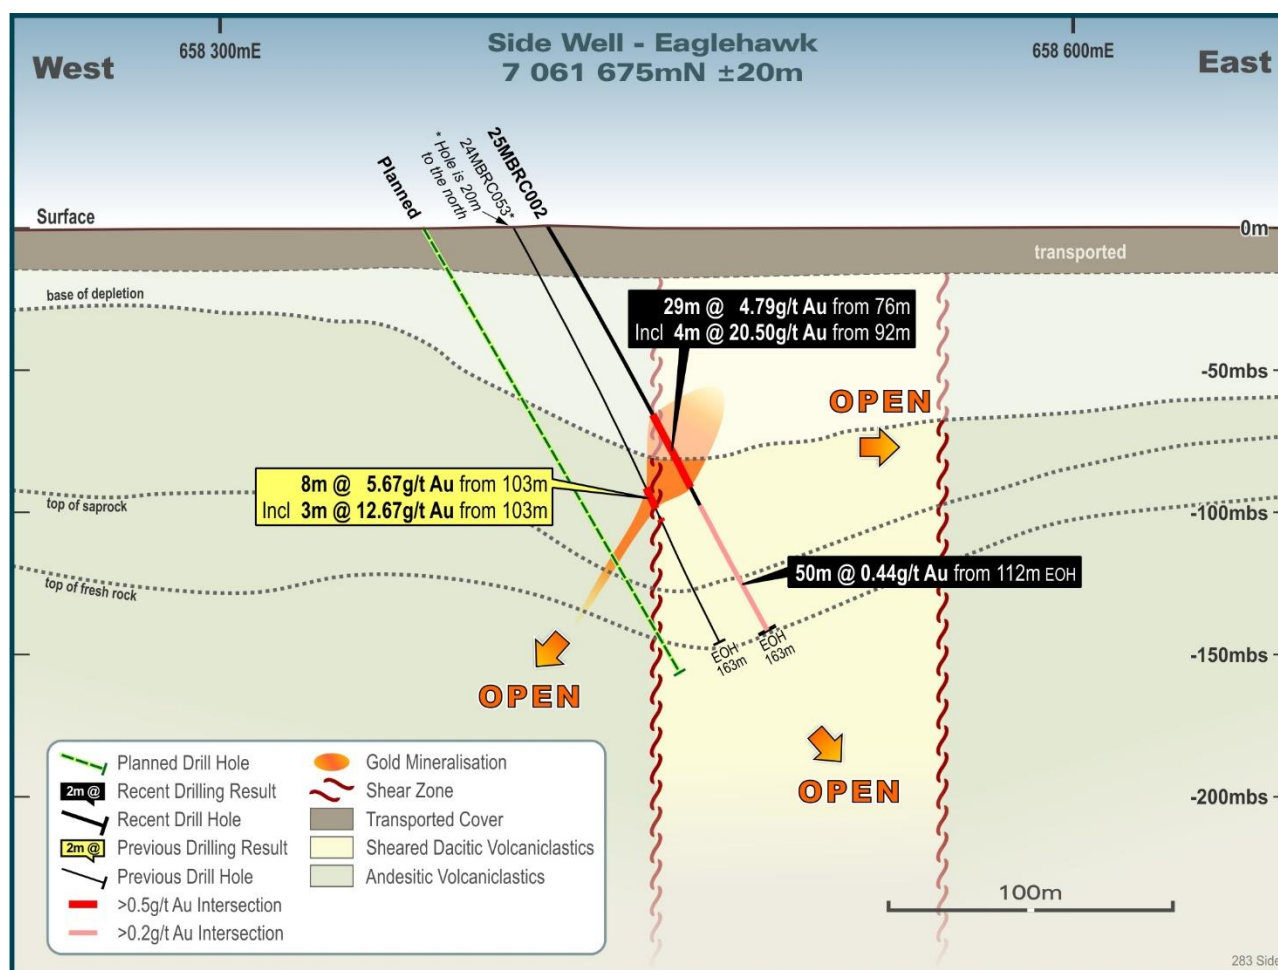 658 300mE
Side Well - Eaglehawk
658 600mE
West
7 061 675mN ±20m
East
Planned
* Hole is 20m
to the north
24MBRC053*
25MBRC002
Surface
0m
transported
base of depletion
29m @ 4.79g/t Au from 76m
Incl 4m @ 20.50g/t Au from 92m
-50mbs
OPEN
8m @ 5.67g/t Au from 103m
Incl 3m @ 12.67g/t Au from 103m
top of saprock
-100mbs
50m @ 0.44g/t Au from 112m EOH
top of fresh rock
EOH
163m
EOH
163m
-150mbs
OPEN
OPEN
-200mbs
Planned Drill Hole
2m @ Recent Drilling Result
Recent Drill Hole
2m @ Previous Drilling Result
Previous Drill Hole
>0.5g/t Au Intersection
>0.2g/t Au Intersection
Gold Mineralisation
Shear Zone
Transported Cover
Sheared Dacitic Volcaniclastics
Andesitic Volcaniclastics
100m
283 Side